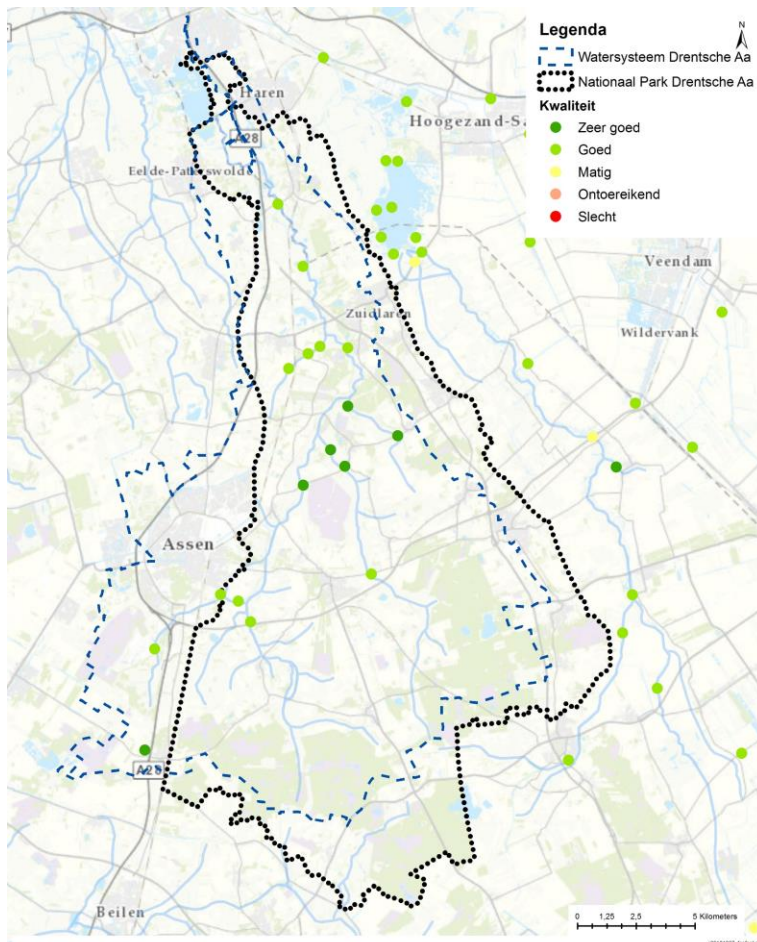 Legenda
N
Watersysteem Drentsche Aa
Nationaal Park Drentsche Aa
Kwaliteit
Zeer goed
Goed
Matig
Ontoereikend
Slecht
Haren
Hoogezand-Sa
A28
Eelde-Paterswolde
Veendam
Zuidlaren
Wildervank
Assen
A28
Beilen
0 1,25 2,5 5 Kilometers